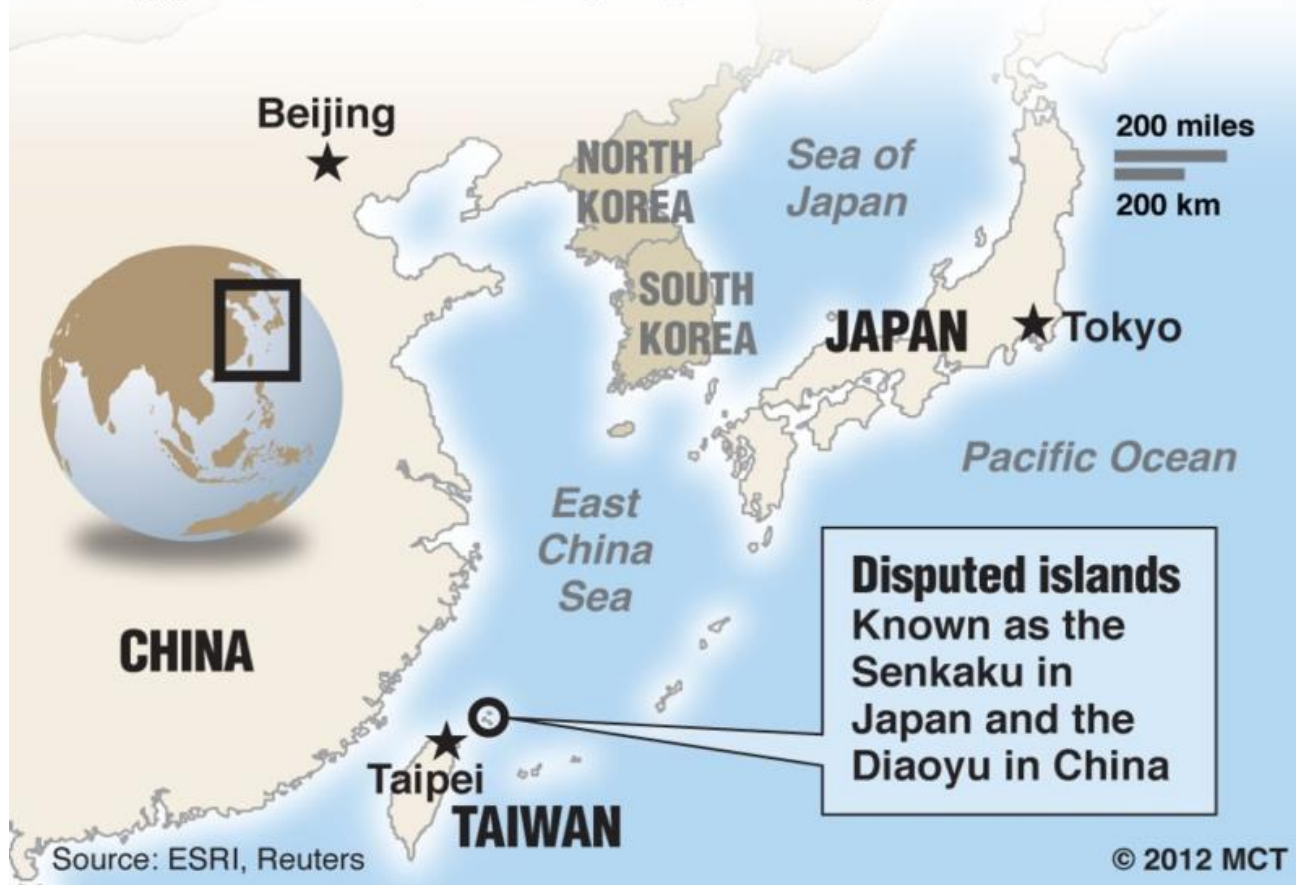 Beijing
NORTH
KOREA
Sea of
Japan
200 miles
200 km
SOUTH
KOREA
JAPAN
Tokyo
Pacific Ocean
East
China
Sea
CHINA
Disputed islands
Known as the
Senkaku in
Japan and the
Diaoyu in China
Taipei
TAIWAN
Source: ESRI, Reuters
© 2012 MCT